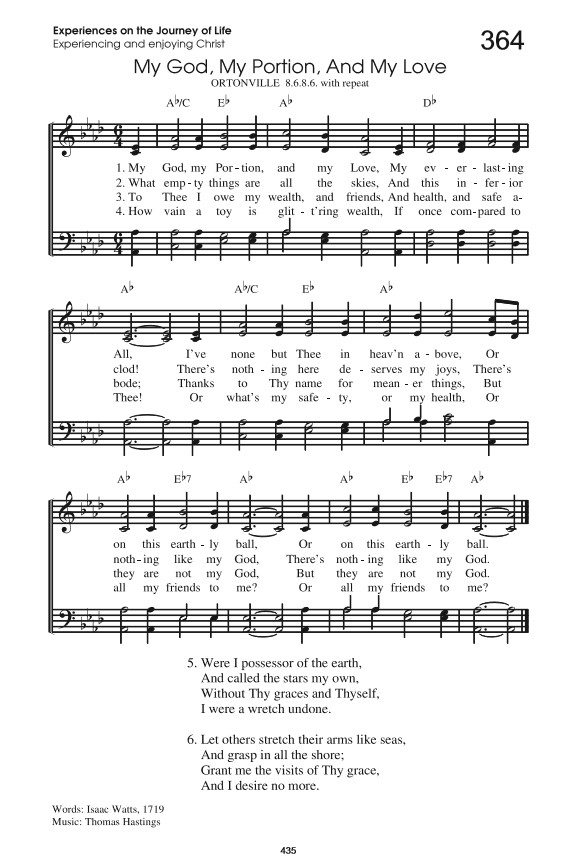 Experiences on the Journey of Life
Experiencing and enjoying Christ
364
My God, My Portion, And My Love
ORTONVILLE 8.6.8.6. with repeat
A♭/C E♭ A♭ D♭
1. My God, my Por - tion, and my Love, My ev - er - last-ing
2. What emp - ty things are all the skies, And this in - fer - ior
3. To Thee I owe my wealth, and friends, And health, and safe a-
4. How vain a toy is glit - t'ring wealth, If once com - pared to
A♭ A♭/C E♭ A♭
All, I've none but Thee in heav'n a - bove, Or
clod! There's noth - ing here de - serves my joys, There's
bode; Thanks to Thy name for mean - er things, But
Thee! Or what's my safe - ty, or my health, Or
A♭ E♭7 A♭ A♭ E♭ E♭7 A♭
on this earth - ly ball, Or on this earth - ly ball.
noth - ing like my God, There's noth - ing like my God.
they are not my God, But they are not my God.
all my friends to me? Or all my friends to me?
5. Were I possessor of the earth,
And called the stars my own,
Without Thy graces and Thyself,
I were a wretch undone.
6. Let others stretch their arms like seas,
And grasp in all the shore;
Grant me the visits of Thy grace,
And I desire no more.
Words: Isaac Watts, 1719
Music: Thomas Hastings
435